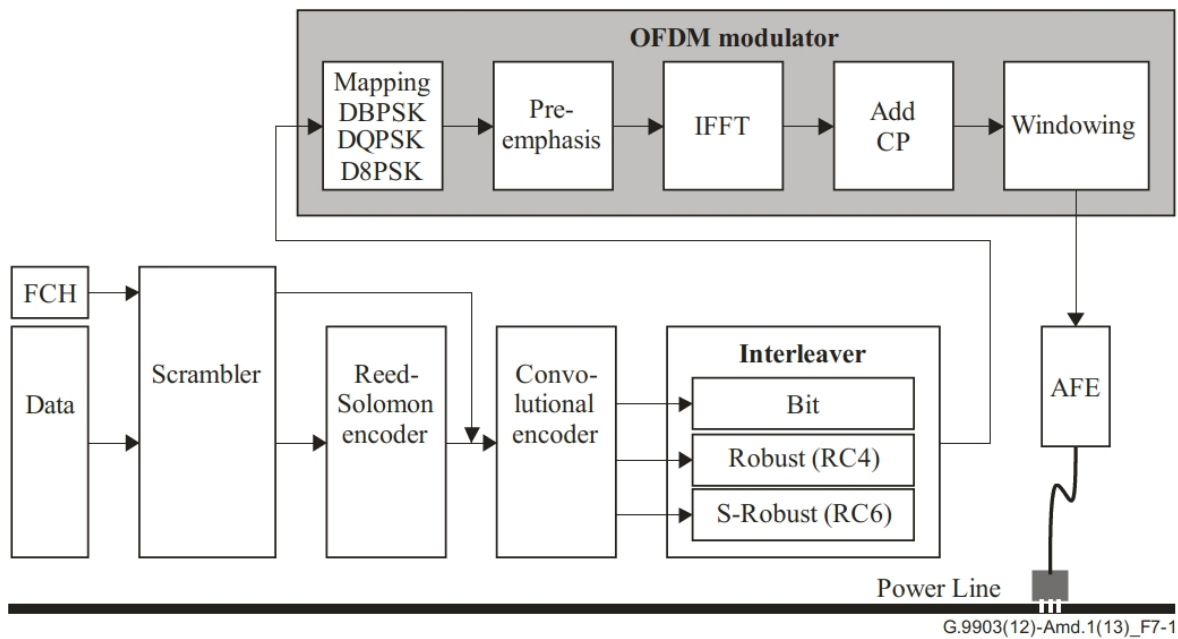 OFDM modulator
Mapping
DBPSK
DQPSK
D8PSK
Pre-
emphasis
IFFT
Add
CP
Windowing
FCH
Data
Scrambler
Reed-
Solomon
encoder
Convo-
lutional
encoder
Interleaver
Bit
Robust (RC4)
S-Robust (RC6)
AFE
Power Line
G.9903(12)-Amd.1(13)_F7-1